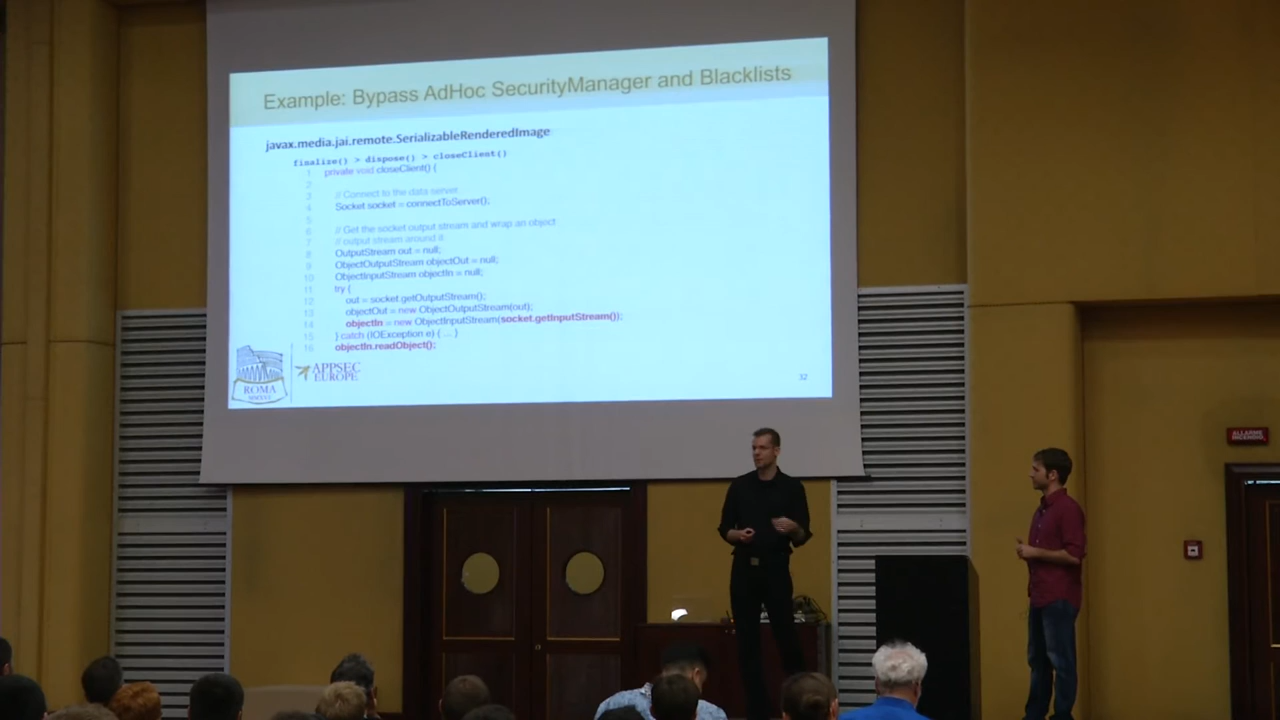 Example: Bypass AdHoc SecurityManager and Blacklists
javax.media.jai.remote.SerializableRenderedImage
finalize() > dispose() > closeClient()
1 private void closeClient() {
2
3 // Connect to the data server
4 Socket socket = connectToServer();
5
6 // Get the socket output stream and wrap an object
7 // output stream around it
8 OutputStream out = null;
9 ObjectOutputStream objectOut = null;
10 ObjectInputStream objectIn = null;
11 try {
12 out = socket.getOutputStream();
13 objectOut = new ObjectOutputStream(out);
14 objectIn = new ObjectInputStream(socket.getInputStream());
15 } catch (IOException e) { ... }
16 objectIn.readObject();
ROMA
APPSEC
EUROPE
32
ALLARME
INCENDIO